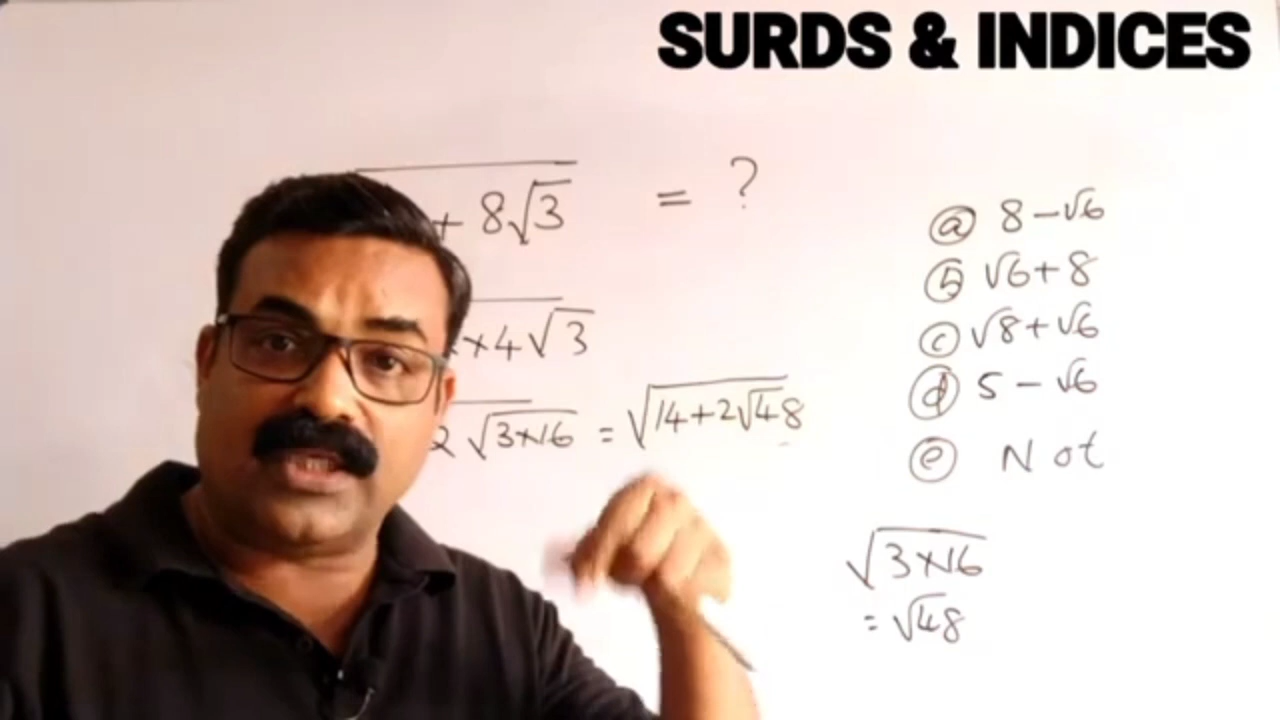 SURDS & INDICES
+ 8√3 = ?
×4√3
2√3×16 = √14+2√48
ⓐ 8-√6
ⓑ √6+8
ⓒ √8+√6
ⓓ 5-√6
ⓔ Not
√3×16
= √48